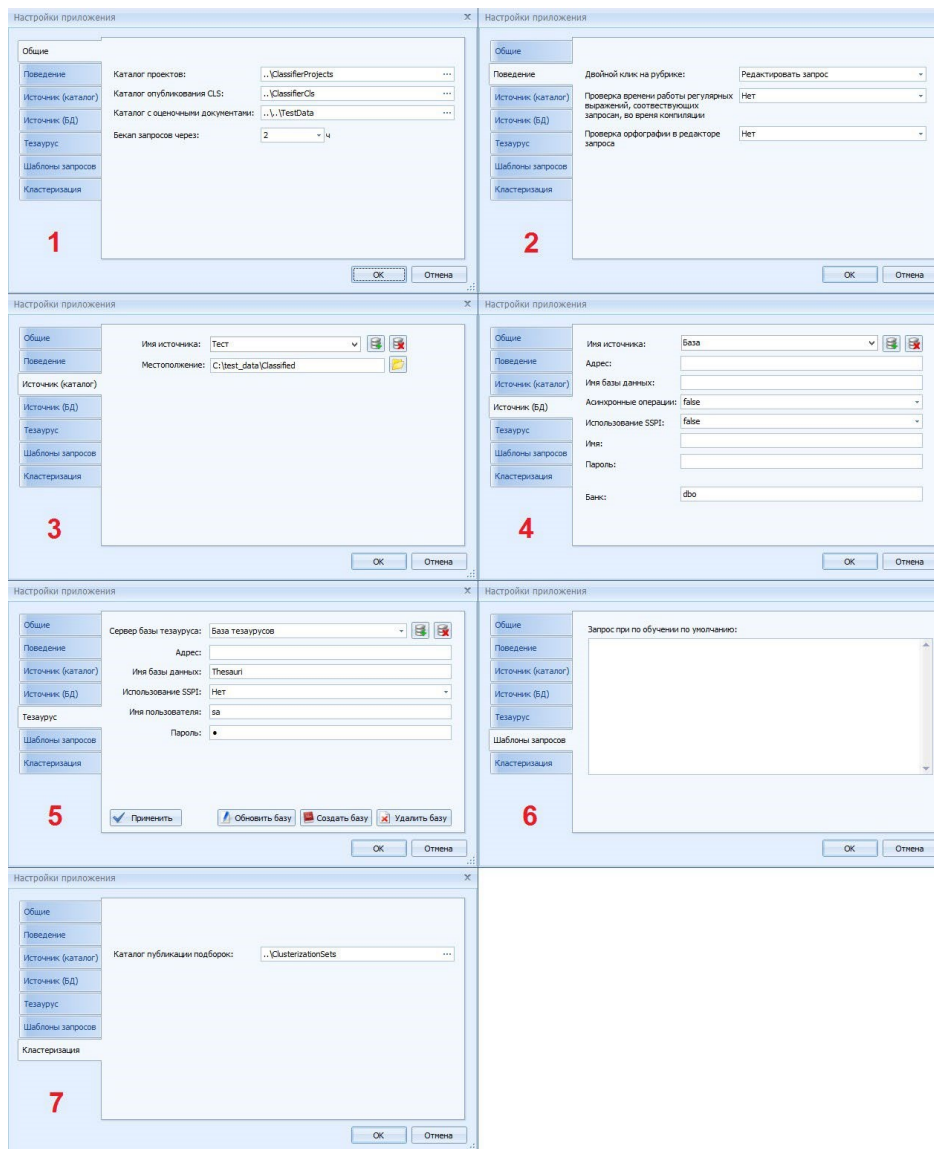 Настройки приложения
Общие
Поведение
Источник (каталог)
Источник (БД)
Тезаурус
Шаблоны запросов
Кластеризация
Каталог проектов: ..\ClassifierProjects ...
Каталог опубликования CLS: ..\ClassifierCls ...
Каталог с оценочными документами: ..\..\TestData ...
Бекап запросов через: 2 ч
1
ОК Отмена
Настройки приложения
Общие
Поведение
Источник (каталог)
Источник (БД)
Тезаурус
Шаблоны запросов
Кластеризация
Двойной клик на рубрике: Редактировать запрос
Проверка времени работы регулярных Нет
выражений, соотвествующих
запросам, во время компиляции
Проверка орфографии в редакторе Нет
запроса
2
ОК Отмена
Настройки приложения
Общие
Поведение
Источник (каталог)
Источник (БД)
Тезаурус
Шаблоны запросов
Кластеризация
Имя источника: Тест
Местоположение: C:\test_data\Classified
3
ОК Отмена
Настройки приложения
Общие
Поведение
Источник (каталог)
Источник (БД)
Тезаурус
Шаблоны запросов
Кластеризация
Имя источника: База
Адрес:
Имя базы данных:
Асинхронные операции: false
Использование SSPI: false
Имя:
Пароль:
Банк: dbo
4
ОК Отмена
Настройки приложения
Общие
Поведение
Источник (каталог)
Источник (БД)
Тезаурус
Шаблоны запросов
Кластеризация
Сервер базы тезауруса: База тезаурусов
Адрес:
Имя базы данных: Thesauri
Использование SSPI: Нет
Имя пользователя: sa
Пароль: •
5
Применить Обновить базу Создать базу Удалить базу
ОК Отмена
Настройки приложения
Общие
Поведение
Источник (каталог)
Источник (БД)
Тезаурус
Шаблоны запросов
Кластеризация
Запрос при по обучении по умолчанию:
6
ОК Отмена
Настройки приложения
Общие
Поведение
Источник (каталог)
Источник (БД)
Тезаурус
Шаблоны запросов
Кластеризация
Каталог публикации подборок: ..\ClusterizationSets ...
7
ОК Отмена